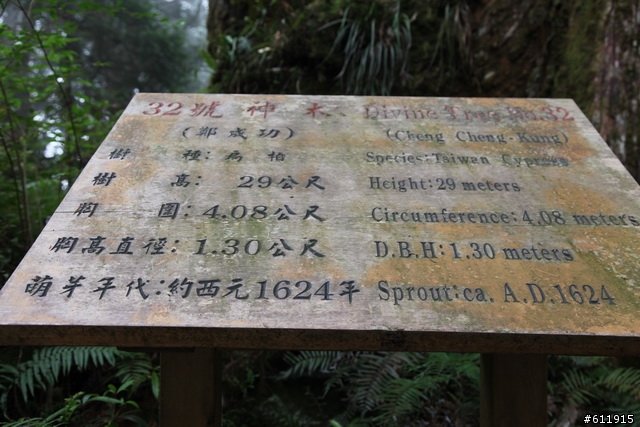 32號神木 Divine Tree No.32
(鄭成功) (Cheng Cheng-Kung)
樹種:扁柏 Species:Taiwan Cypress
樹高: 29公尺 Height:29 meters
胸圍:4.08公尺 Circumference:4.08 meters
胸高直徑:1.30公尺 D.B.H:1.30 meters
萌芽年代:約西元1624年 Sprout:ca. A.D.1624
#611915